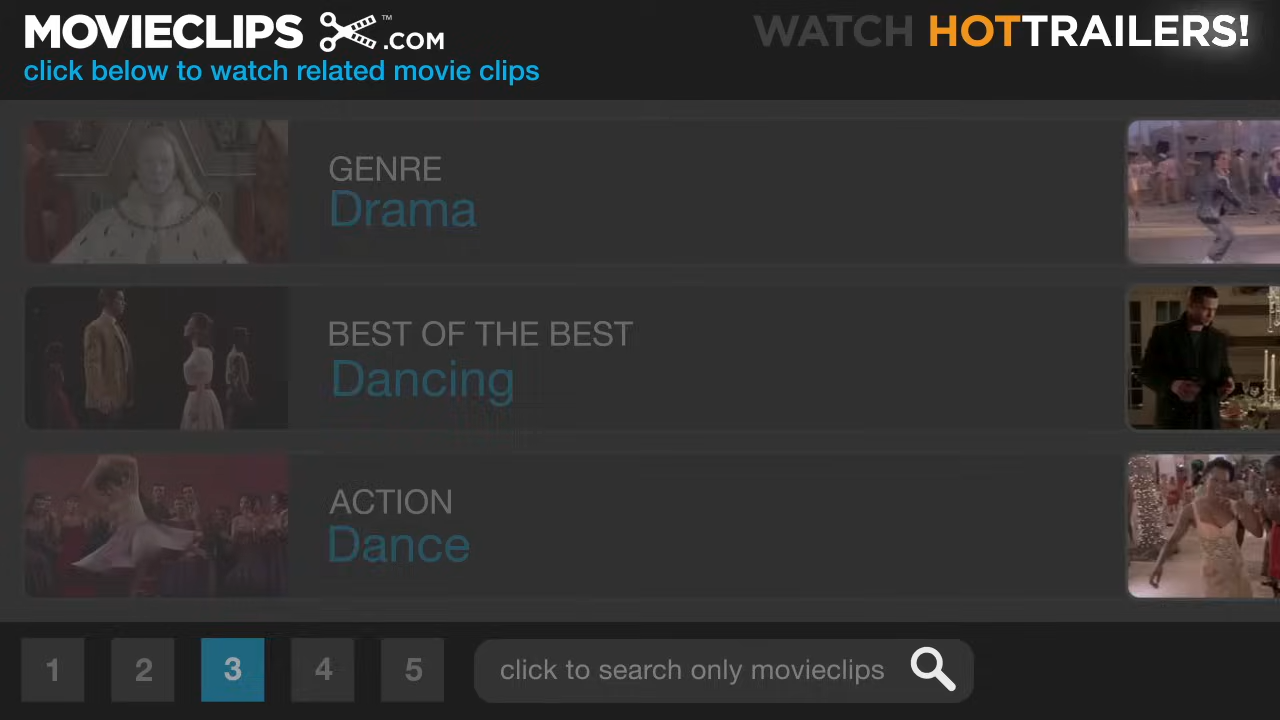 MOVIECLIPS ™ .COM
WATCH HOTTRAILERS!
click below to watch related movie clips
GENRE
Drama
BEST OF THE BEST
Dancing
ACTION
Dance
1 2 3 4 5
click to search only movieclips